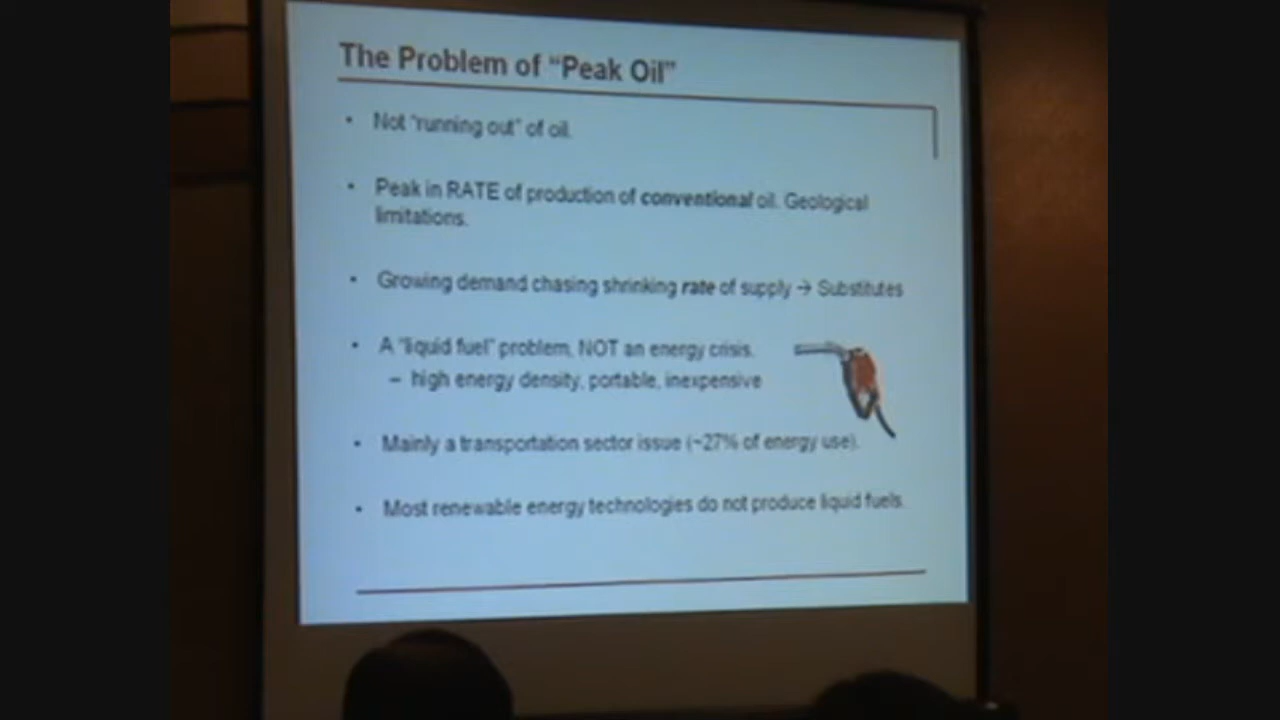 The Problem of “Peak Oil”
• Not “running out” of oil.
• Peak in RATE of production of conventional oil. Geological
limitations.
• Growing demand chasing shrinking rate of supply → Substitutes
• A “liquid fuel” problem, NOT an energy crisis.
– high energy density, portable, inexpensive
• Mainly a transportation sector issue (~27% of energy use).
• Most renewable energy technologies do not produce liquid fuels.